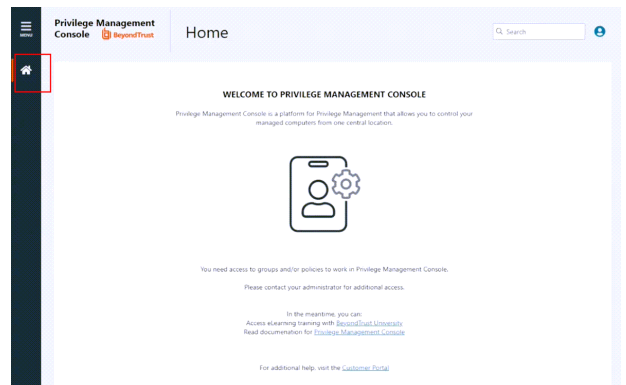 MENU
Privilege Management
Console BeyondTrust
Home
Search
WELCOME TO PRIVILEGE MANAGEMENT CONSOLE
Privilege Management Console is a platform for Privilege Management that allows you to control your
managed computers from one central location.
You need access to groups and/or policies to work in Privilege Management Console.
Please contact your administrator for additional access.
In the meantime, you can:
Access eLearning training with BeyondTrust University
Read documenation for Privilege Management Console
For additional help, visit the Customer Portal